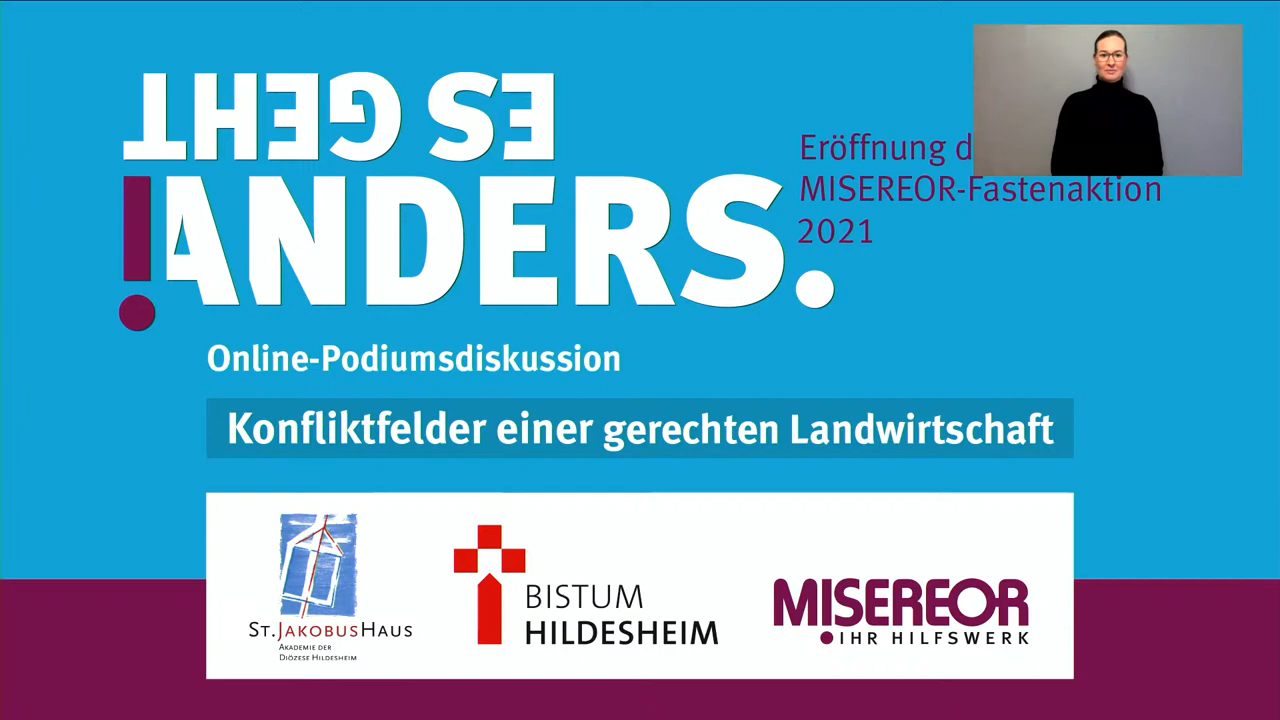 ES GEHT
!ANDERS.
Eröffnung d
MISEREOR-Fastenaktion
2021
Online-Podiumsdiskussion
Konfliktfelder einer gerechten Landwirtschaft
ST.JAKOBUSHAUS
AKADEMIE DER
DIÖZESE HILDESHEIM
BISTUM
HILDESHEIM
MISEREOR
IHR HILFSWERK